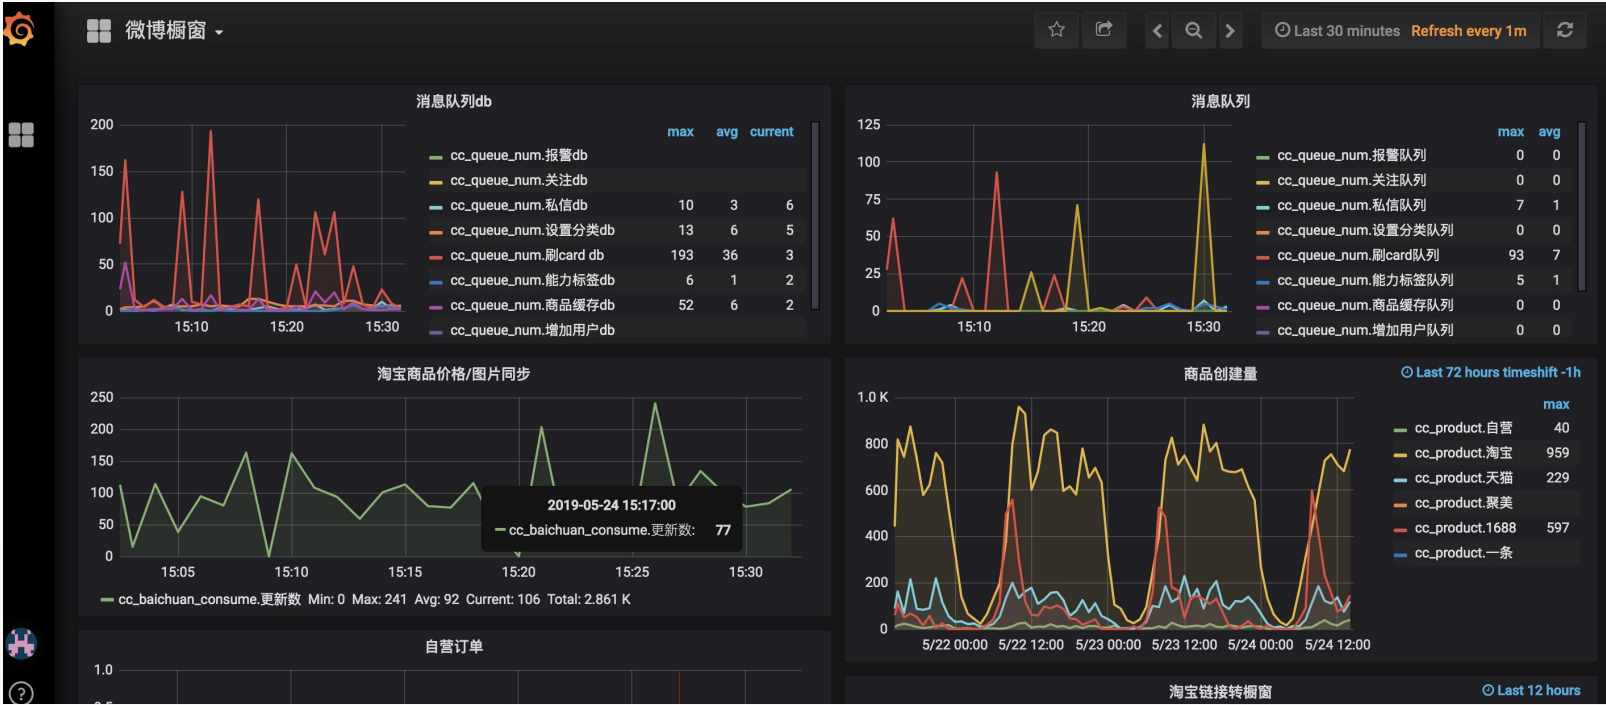 微博橱窗
Last 30 minutes Refresh every 1m
消息队列db
200
150
100
50
0
15:10 15:20 15:30
max avg current
cc_queue_num.报警db
cc_queue_num.关注db
cc_queue_num.私信db 10 3 6
cc_queue_num.设置分类db 13 6 5
cc_queue_num.刷card db 193 36 3
cc_queue_num.能力标签db 6 1 2
cc_queue_num.商品缓存db 52 6 2
cc_queue_num.增加用户db
消息队列
125
100
75
50
25
0
15:10 15:20 15:30
max avg
cc_queue_num.报警队列 0 0
cc_queue_num.关注队列 0 0
cc_queue_num.私信队列 7 1
cc_queue_num.设置分类队列 0 0
cc_queue_num.刷card队列 93 7
cc_queue_num.能力标签队列 5 1
cc_queue_num.商品缓存队列 0 0
cc_queue_num.增加用户队列 0 0
淘宝商品价格/图片同步
250
200
150
100
50
0
2019-05-24 15:17:00
cc_baichuan_consume.更新数: 77
15:05 15:10 15:15 15:20 15:25 15:30
cc_baichuan_consume.更新数 Min: 0 Max: 241 Avg: 92 Current: 106 Total: 2.861 K
商品创建量
Last 72 hours timeshift -1h
1.0 K
800
600
400
200
0
5/22 00:00 5/22 12:00 5/23 00:00 5/23 12:00 5/24 00:00 5/24 12:00
max
cc_product.自营 40
cc_product.淘宝 959
cc_product.天猫 229
cc_product.聚美
cc_product.1688 597
cc_product.一条
自营订单
1.0
淘宝链接转橱窗
Last 12 hours